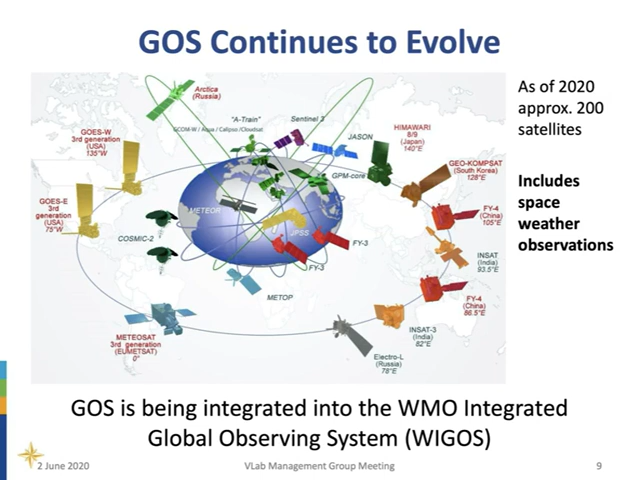 GOS Continues to Evolve
As of 2020
approx. 200
satellites
Includes
space
weather
observations
Arctica
(Russia)
"A-Train"
GCOM-W / Aqua / Calipso /Cloudsat
Sentinel 3
JASON
HIMAWARI
8/9
(Japan)
140°E
GOES-W
3rd generation
(USA)
135°W
GPM-core
GEO-KOMPSAT
(South Korea)
128°E
GOES-E
3rd
generation
(USA)
75°W
METEOR
FY-4
(China)
105°E
COSMIC-2
JPSS
FY-3
FY-3
INSAT
(India)
93.5°E
METOP
FY-4
(China)
86.5°E
METEOSAT
3rd generation
(EUMETSAT)
0°
INSAT-3
(India)
82°E
Electro-L
(Russia)
78°E
GOS is being integrated into the WMO Integrated
Global Observing System (WIGOS)
2 June 2020
VLab Management Group Meeting
9